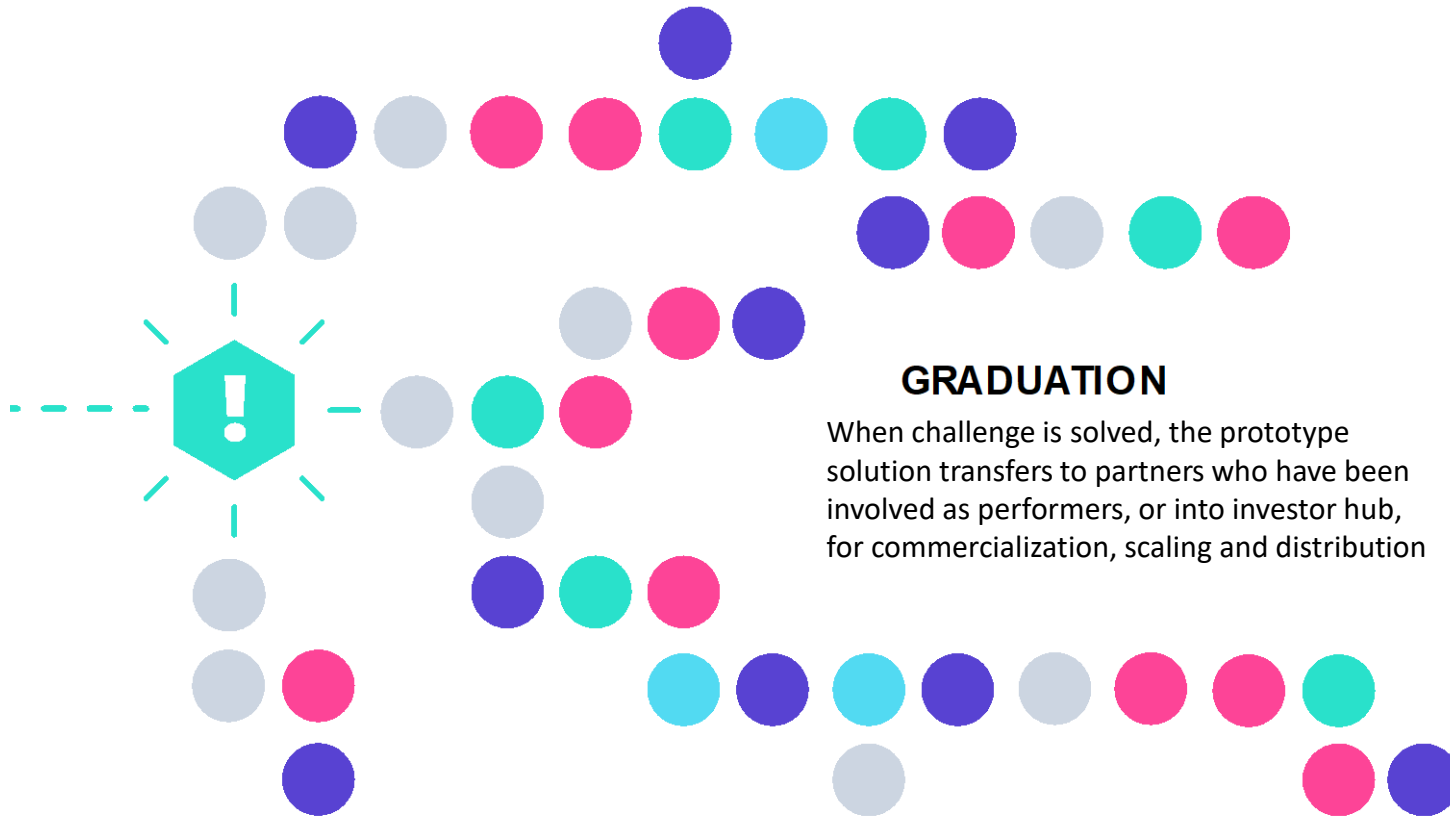 !
GRADUATION
When challenge is solved, the prototype
solution transfers to partners who have been
involved as performers, or into investor hub,
for commercialization, scaling and distribution